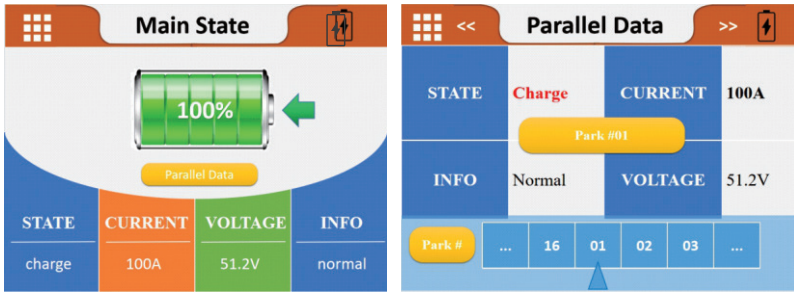 Main State
100%
Parallel Data
STATE CURRENT VOLTAGE INFO
charge 100A 51.2V normal
<< Parallel Data >>
STATE Charge CURRENT 100A
Park #01
INFO Normal VOLTAGE 51.2V
Park # ... 16 01 02 03 ...